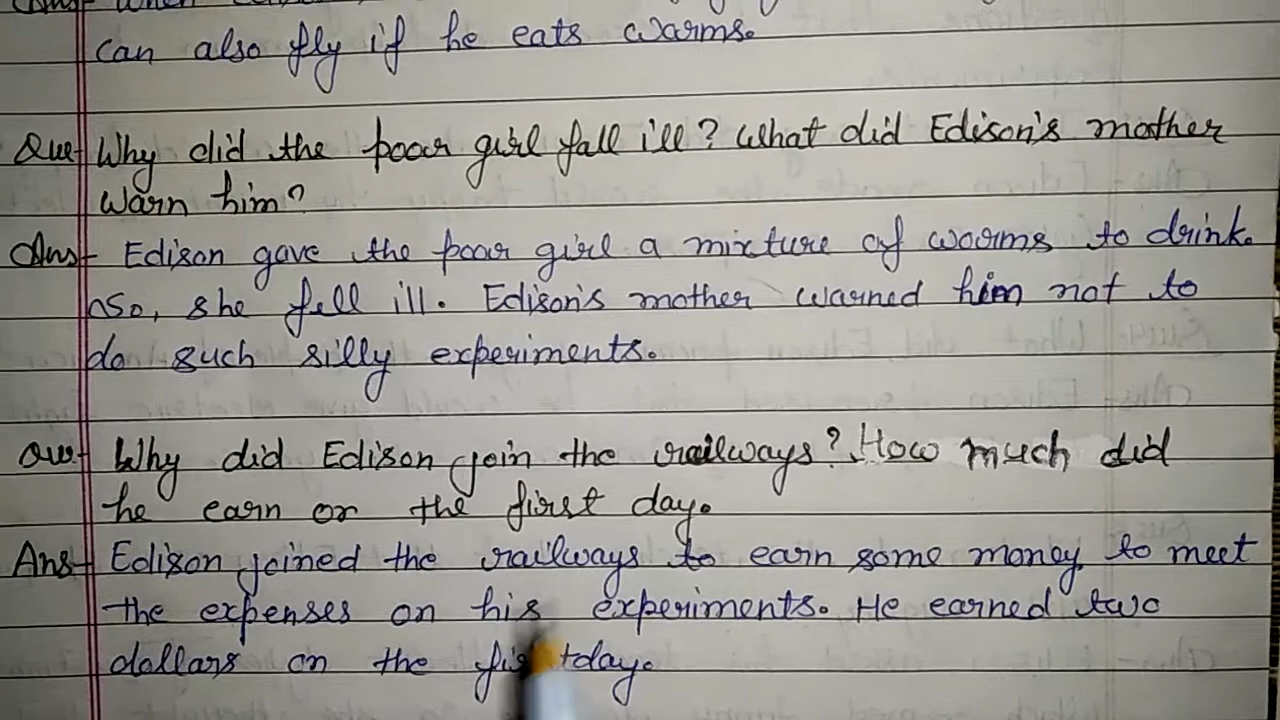 can also fly if he eats warms.
Que- Why did the poor girl fall ill? What did Edison's mother
warn him?
Ans- Edison gave the poor girl a mixture of worms to drink.
So, she fell ill. Edison's mother warned him not to
do such silly experiments.
Que- Why did Edison join the railways? How much did
he earn on the first day.
Ans- Edison joined the railways to earn some money to meet
the expenses on his experiments. He earned two
dollars on the day.